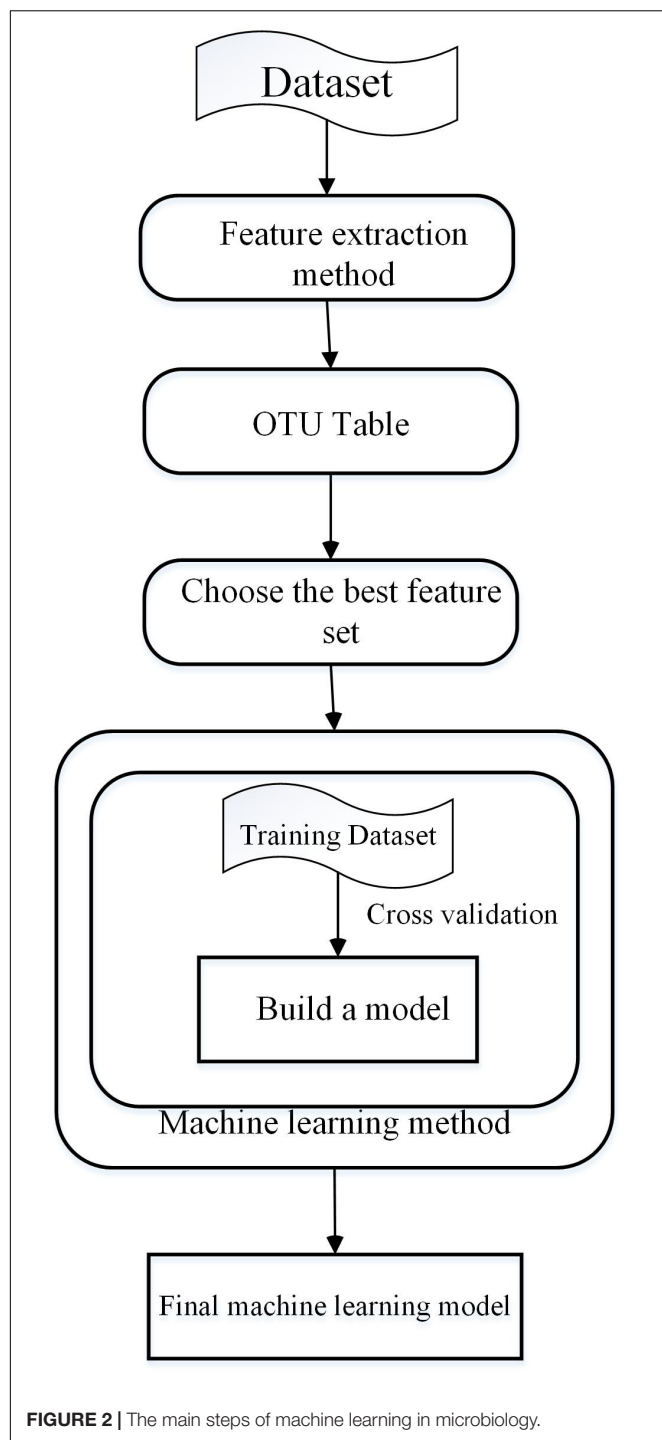 Dataset
Feature extraction
method
OTU Table
Choose the best feature
set
Training Dataset
Cross validation
Build a model
Machine learning method
Final machine learning model
FIGURE 2 | The main steps of machine learning in microbiology.